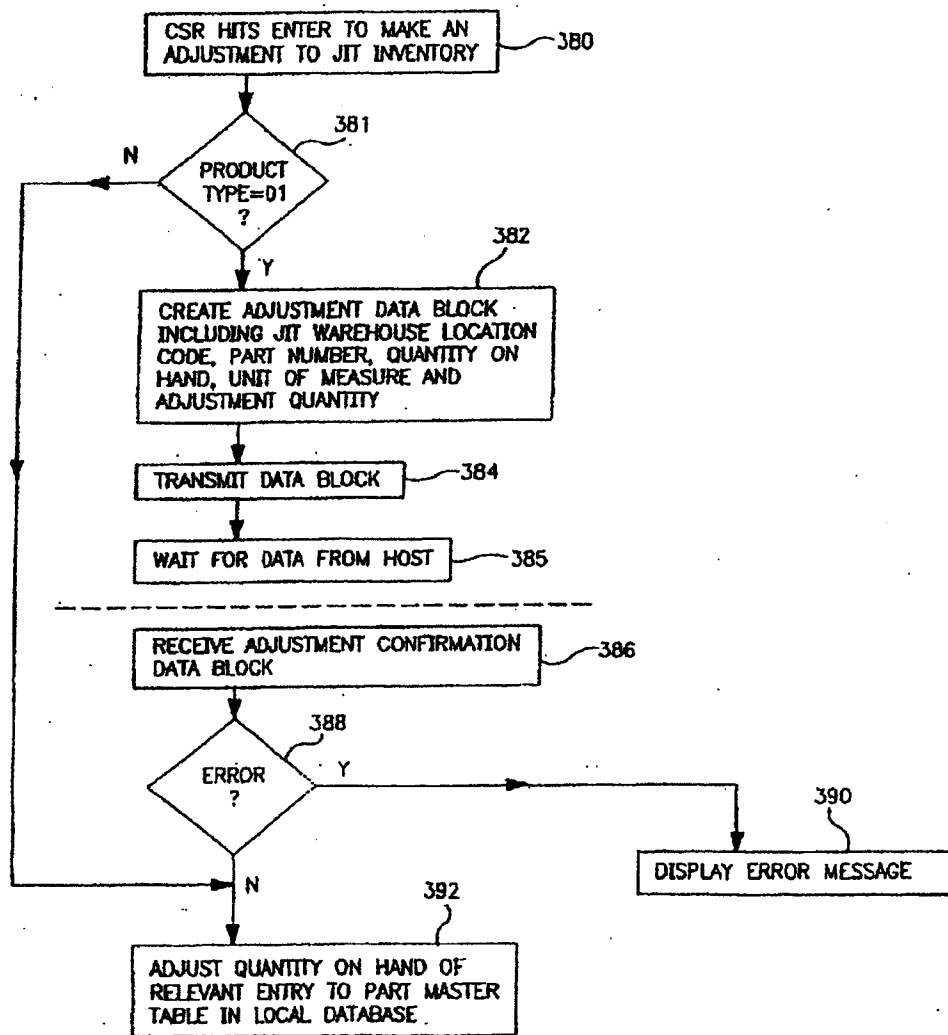 CSR HITS ENTER TO MAKE AN
ADJUSTMENT TO JIT INVENTORY
380
381
N
PRODUCT
TYPE=01
?
Y
382
CREATE ADJUSTMENT DATA BLOCK
INCLUDING JIT WAREHOUSE LOCATION
CODE, PART NUMBER, QUANTITY ON
HAND, UNIT OF MEASURE AND
ADJUSTMENT QUANTITY
TRANSMIT DATA BLOCK
384
WAIT FOR DATA FROM HOST
385
RECEIVE ADJUSTMENT CONFIRMATION
DATA BLOCK
386
388
ERROR
?
Y
390
DISPLAY ERROR MESSAGE
N
392
ADJUST QUANTITY ON HAND OF
RELEVANT ENTRY TO PART MASTER
TABLE IN LOCAL DATABASE